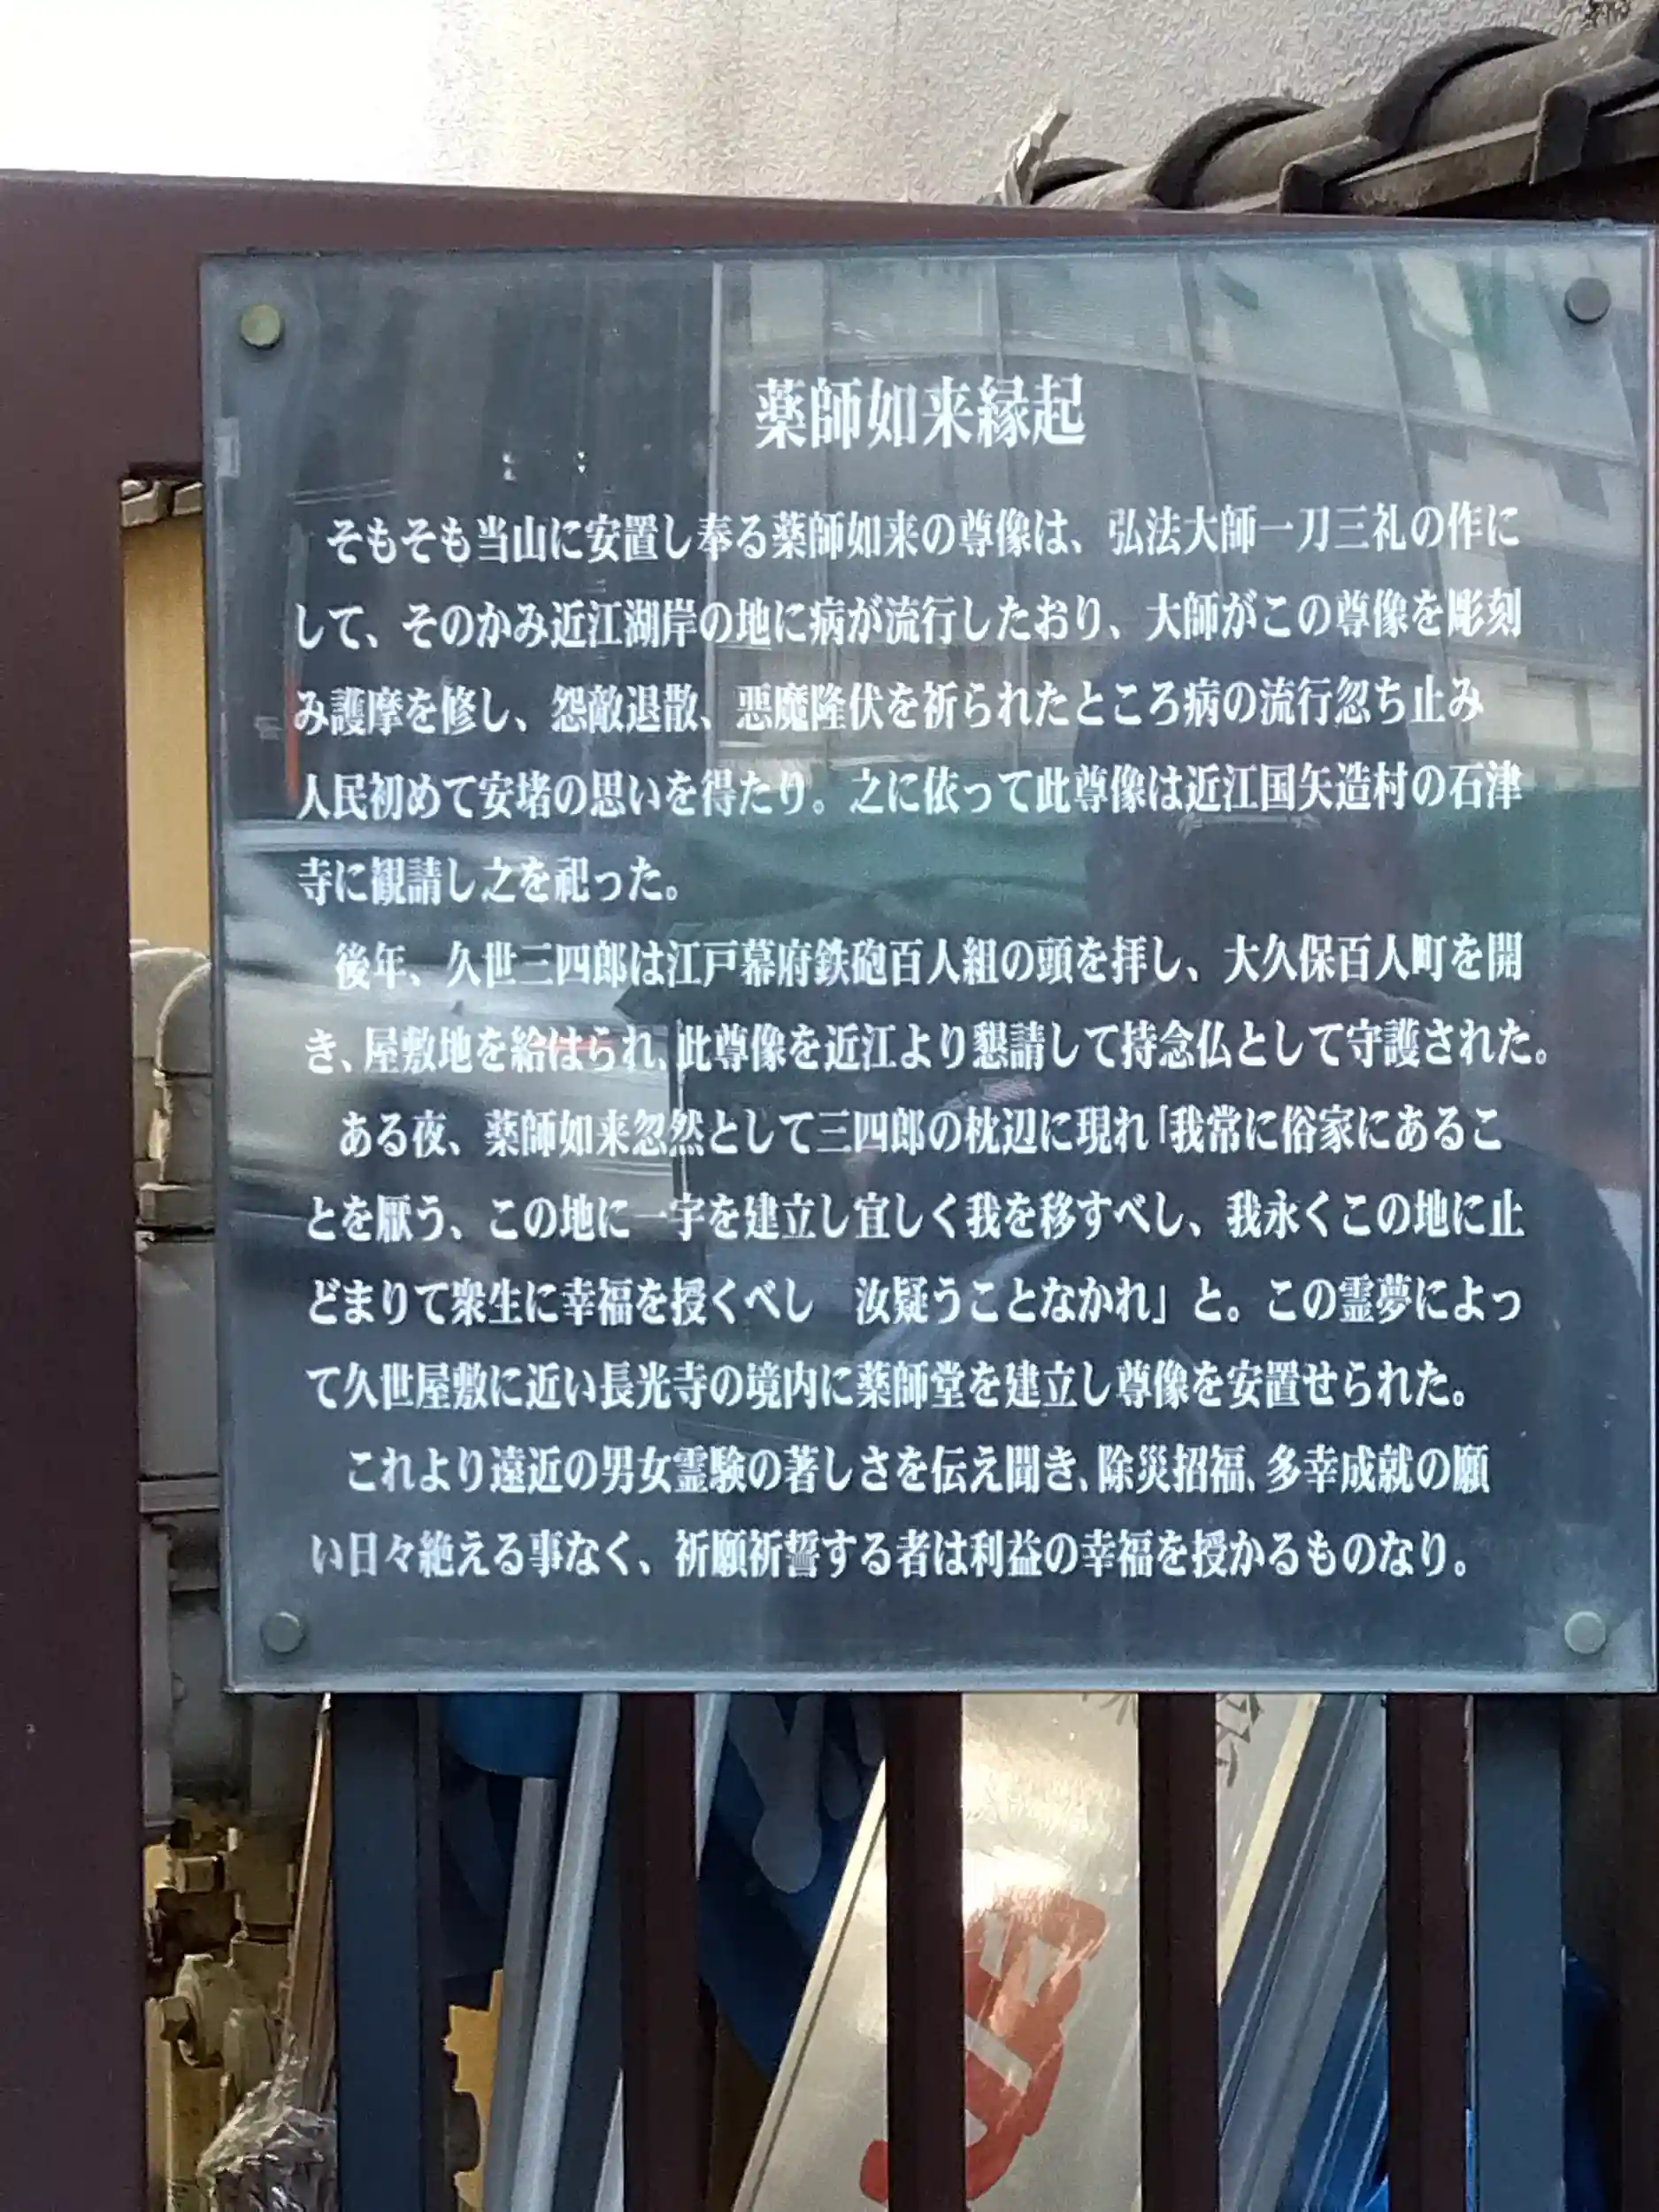 薬師如来縁起
そもそも当山に安置し奉る薬師如来の尊像は、弘法大師一刀三礼の作に
して、そのかみ近江湖岸の地に病が流行したおり、大師がこの尊像を彫刻
み護摩を修し、怨敵退散、悪魔隆伏を祈られたところ病の流行忽ち止み
人民初めて安堵の思いを得たり。之に依って此尊像は近江国矢造村の石津
寺に観請し之を祀った。
後年、久世三四郎は江戸幕府鉄砲百人組の頭を拝し、大久保百人町を開
き、屋敷地を給はられ、此尊像を近江より懇請して持念仏として守護された。
ある夜、薬師如来忽然として三四郎の枕辺に現れ「我常に俗家にあるこ
とを厭う、この地に一宇を建立し宜しく我を移すべし、我永くこの地に止
どまりて衆生に幸福を授くべし　汝疑うことなかれ」と。この霊夢によっ
て久世屋敷に近い長光寺の境内に薬師堂を建立し尊像を安置せられた。
これより遠近の男女霊験の著しさを伝え聞き、除災招福、多幸成就の願
い日々絶える事なく、祈願祈誓する者は利益の幸福を授かるものなり。